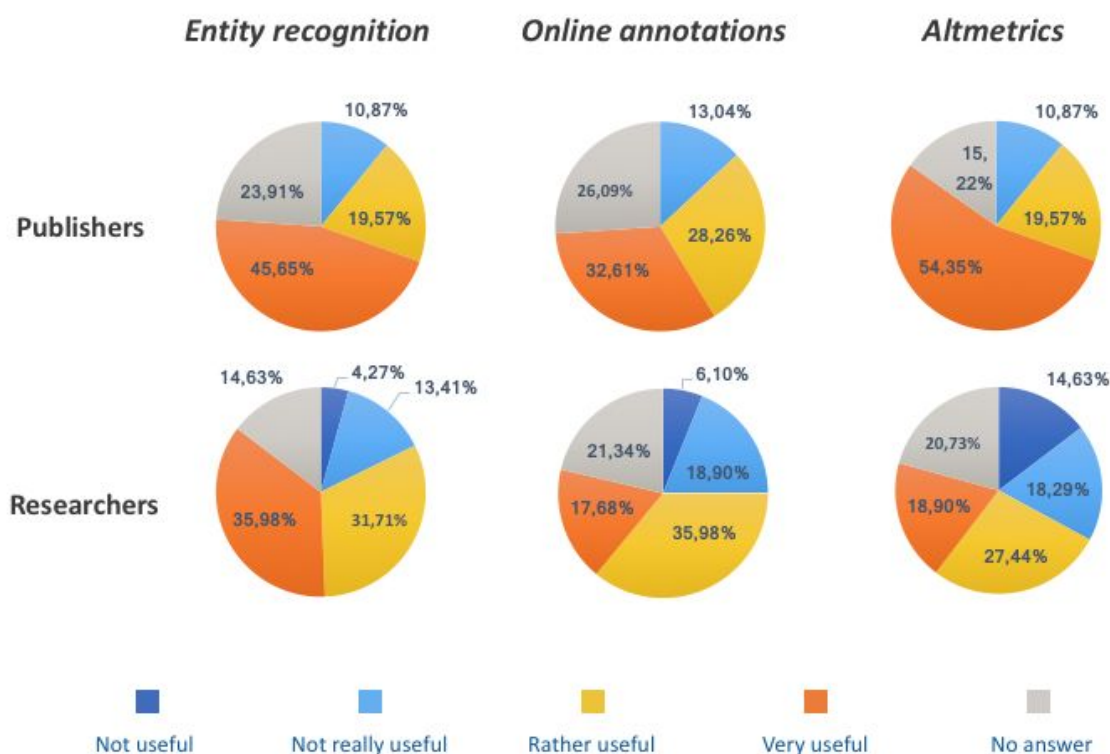 Entity recognition
Online annotations
Altmetrics
Publishers
10,87%
19,57%
45,65%
23,91%
13,04%
28,26%
32,61%
26,09%
10,87%
19,57%
54,35%
15,
22%
Researchers
4,27%
13,41%
31,71%
35,98%
14,63%
6,10%
18,90%
35,98%
17,68%
21,34%
14,63%
18,29%
27,44%
18,90%
20,73%
Not useful
Not really useful
Rather useful
Very useful
No answer